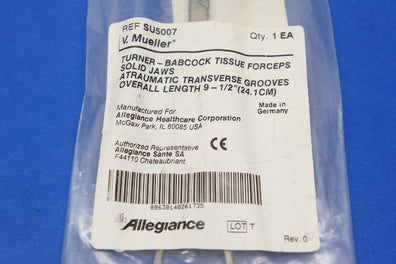 REF SU5007
Qty. 1 EA
V. Mueller®
TURNER-BABCOCK TISSUE FORCEPS
SOLID JAWS
ATRAUMATIC TRANSVERSE GROOVES
OVERALL LENGTH 9-1/2"(24.1CM)
Manufactured For
Allegiance Healthcare Corporation
McGaw Park, IL 60085 USA
Made in
Germany
Authorized Representative
Allegiance Sante SA
F44110 Chateaubriant
CE
00630140261735
Allegiance
LOT T
Rev. 0